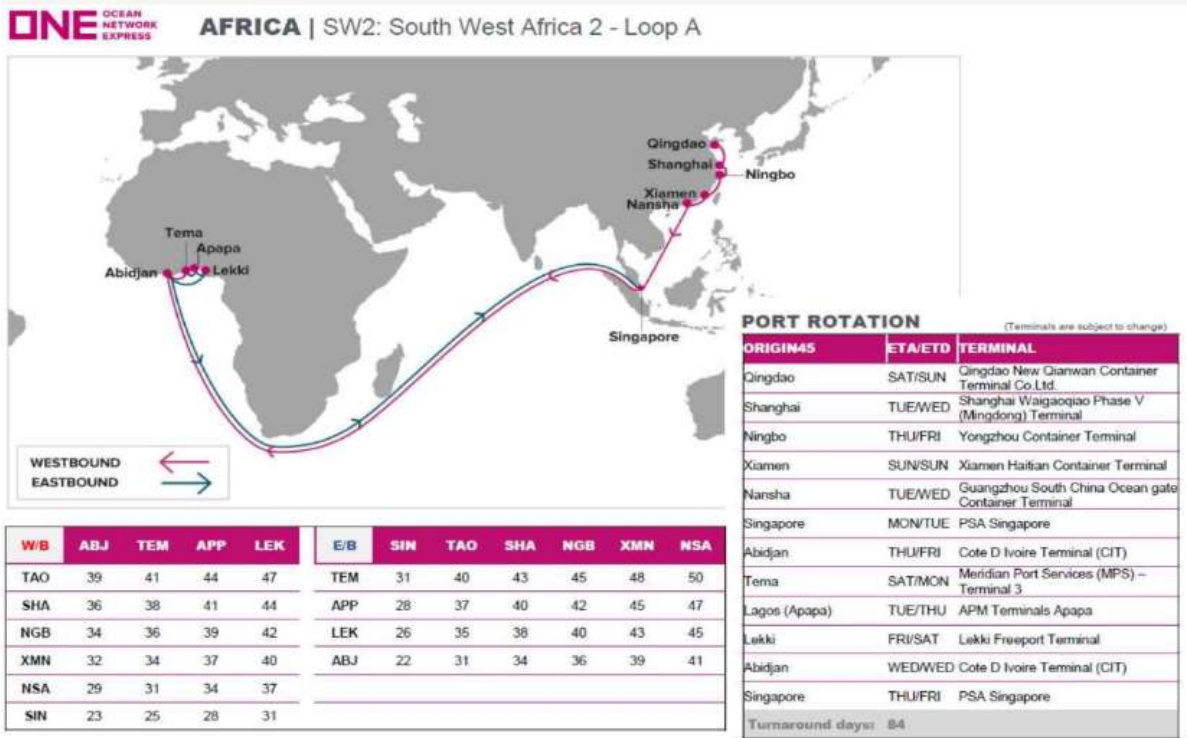 ONE OCEAN
NETWORK
EXPRESS
AFRICA | SW2: South West Africa 2 - Loop A
Qingdao
Shanghai
Ningbo
Xiamen
Nansha
Tema
Apapa
Abidjan
Lekki
Singapore
WESTBOUND
EASTBOUND
W/B ABJ TEM APP LEK
TAO 39 41 44 47
SHA 36 38 41 44
NGB 34 36 39 42
XMN 32 34 37 40
NSA 29 31 34 37
SIN 23 25 28 31
E/B SIN TAO SHA NGB XMN NSA
TEM 31 40 43 45 48 50
APP 28 37 40 42 45 47
LEK 26 35 38 40 43 45
ABJ 22 31 34 36 39 41
PORT ROTATION (Terminals are subject to change)
ORIGIN45 ETA/ETD TERMINAL
Qingdao SAT/SUN Qingdao New Qianwan Container
Terminal Co.Ltd.
Shanghai TUE/WED Shanghai Waigaoqiao Phase V
(Mingdong) Terminal
Ningbo THU/FRI Yongzhou Container Terminal
Xiamen SUN/SUN Xiamen Haitian Container Terminal
Nansha TUE/WED Guangzhou South China Ocean gate
Container Terminal
Singapore MON/TUE PSA Singapore
Abidjan THU/FRI Cote D Ivoire Terminal (CIT)
Tema SAT/MON Meridian Port Services (MPS) –
Terminal 3
Lagos (Apapa) TUE/THU APM Terminals Apapa
Lekki FRI/SAT Lekki Freeport Terminal
Abidjan WED/WED Cote D Ivoire Terminal (CIT)
Singapore THU/FRI PSA Singapore
Turnaround days: 84